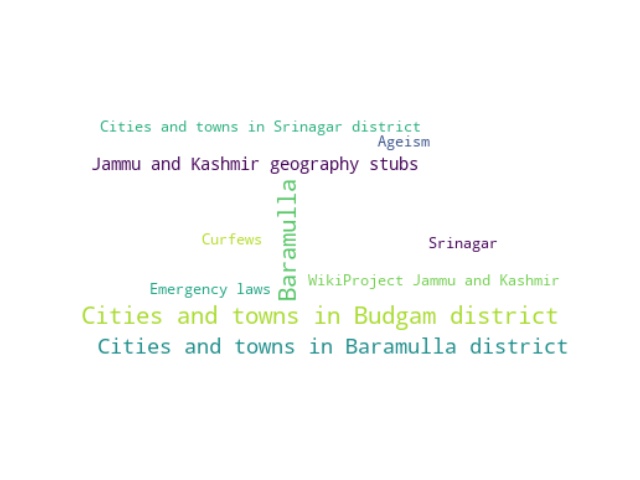 Cities and towns in Srinagar district
Ageism
Jammu and Kashmir geography stubs
Baramulla
Curfews
Srinagar
WikiProject Jammu and Kashmir
Emergency laws
Cities and towns in Budgam district
Cities and towns in Baramulla district